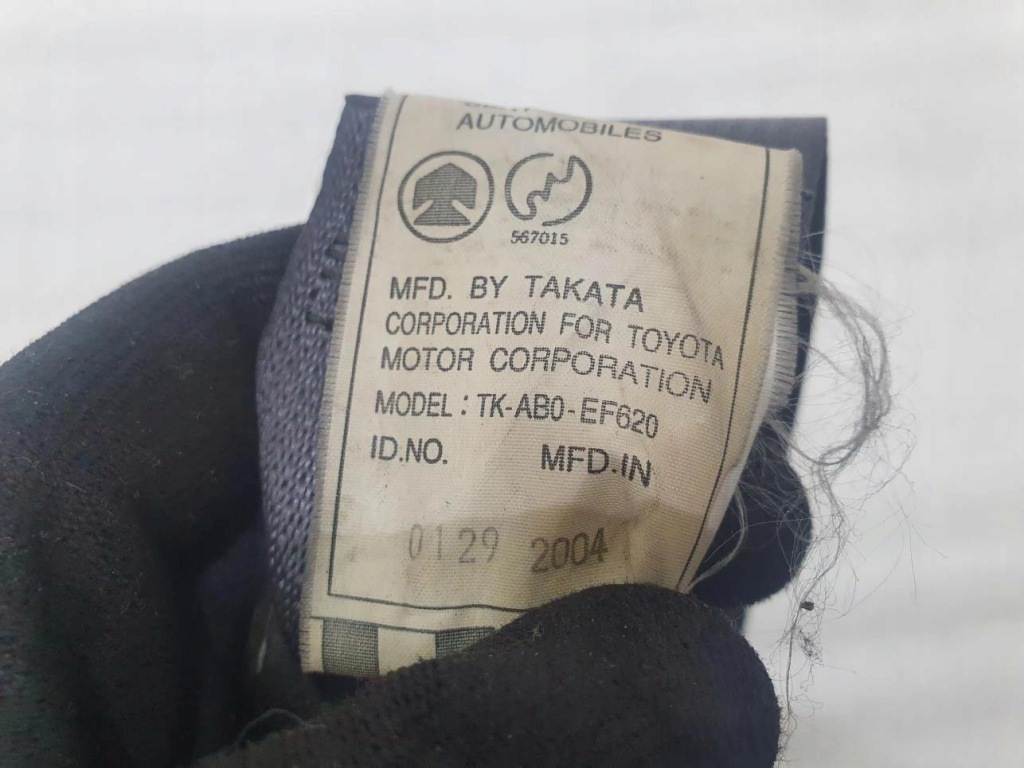 AUTOMOBILES
567015
MFD. BY TAKATA
CORPORATION FOR TOYOTA
MOTOR CORPORATION
MODEL : TK-AB0-EF620
ID.NO. MFD.IN
0129 2004